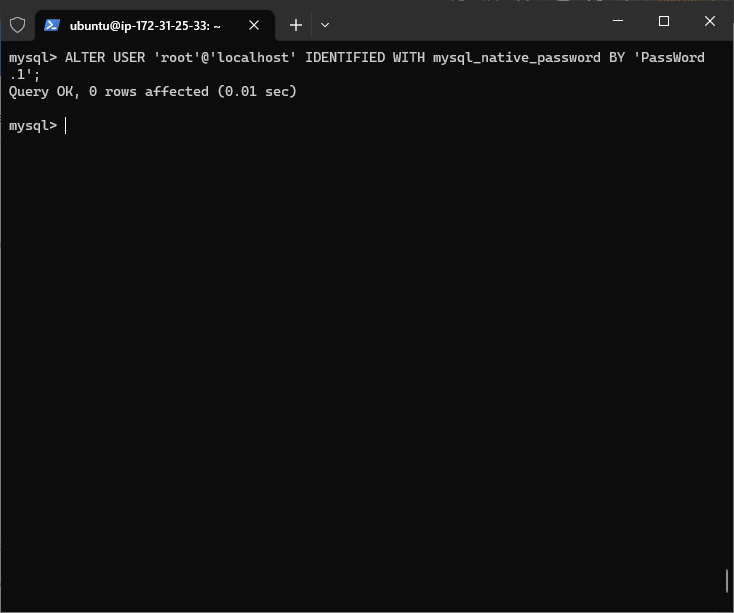 ubuntu@ip-172-31-25-33: ~
mysql> ALTER USER 'root'@'localhost' IDENTIFIED WITH mysql_native_password BY 'PassWord
.1';
Query OK, 0 rows affected (0.01 sec)
mysql>